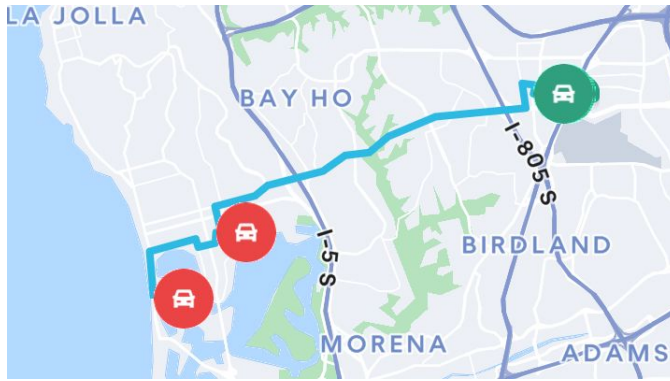 LA JOLLA
BAY HO
I-805 S
BIRDLAND
I-5 S
MORENA
ADAMS